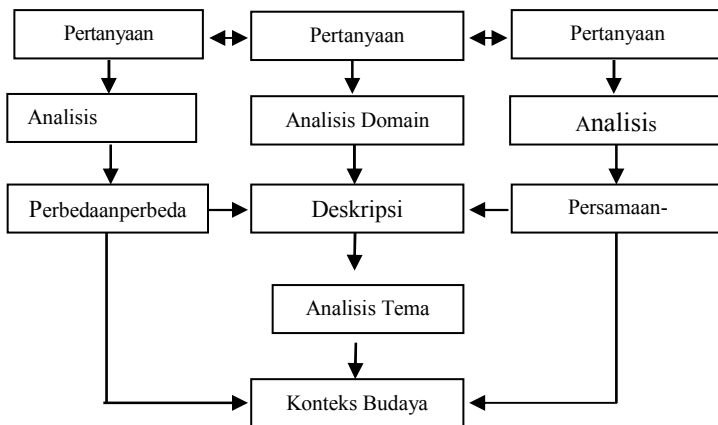 Pertanyaan
Pertanyaan
Pertanyaan
Analisis
Analisis Domain
Analisis
Perbedaanperbeda
Deskripsi
Persamaan-
Analisis Tema
Konteks Budaya